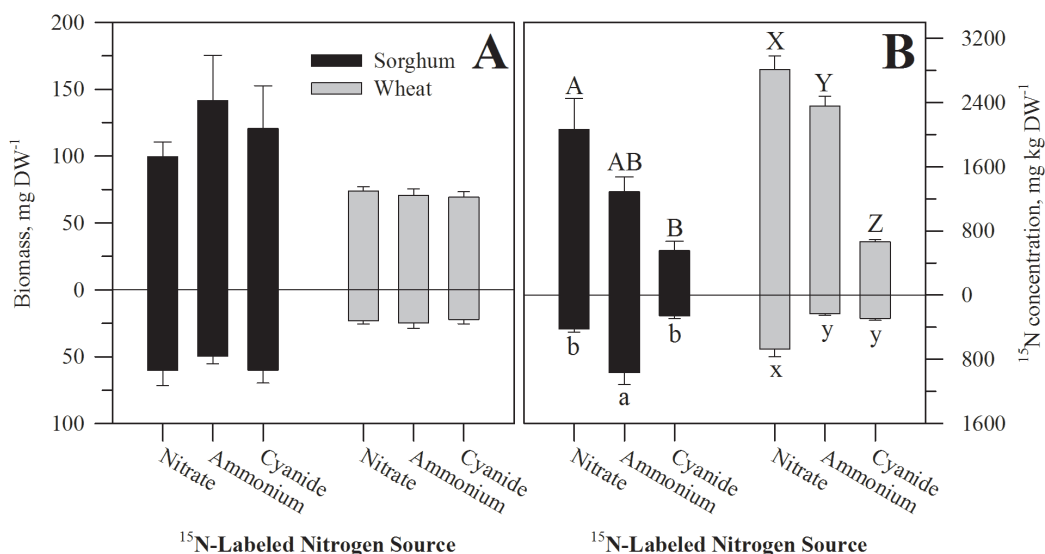 200
150
100
50
0
50
100
Biomass, mg DW⁻¹
Sorghum
Wheat
A
Nitrate
Ammonium
Cyanide
Nitrate
Ammonium
Cyanide
¹⁵N-Labeled Nitrogen Source
B
A
AB
B
b
a
b
X
Y
Z
x
y
y
3200
2400
1600
800
0
800
1600
¹⁵N concentration, mg kg DW⁻¹
Nitrate
Ammonium
Cyanide
Nitrate
Ammonium
Cyanide
¹⁵N-Labeled Nitrogen Source